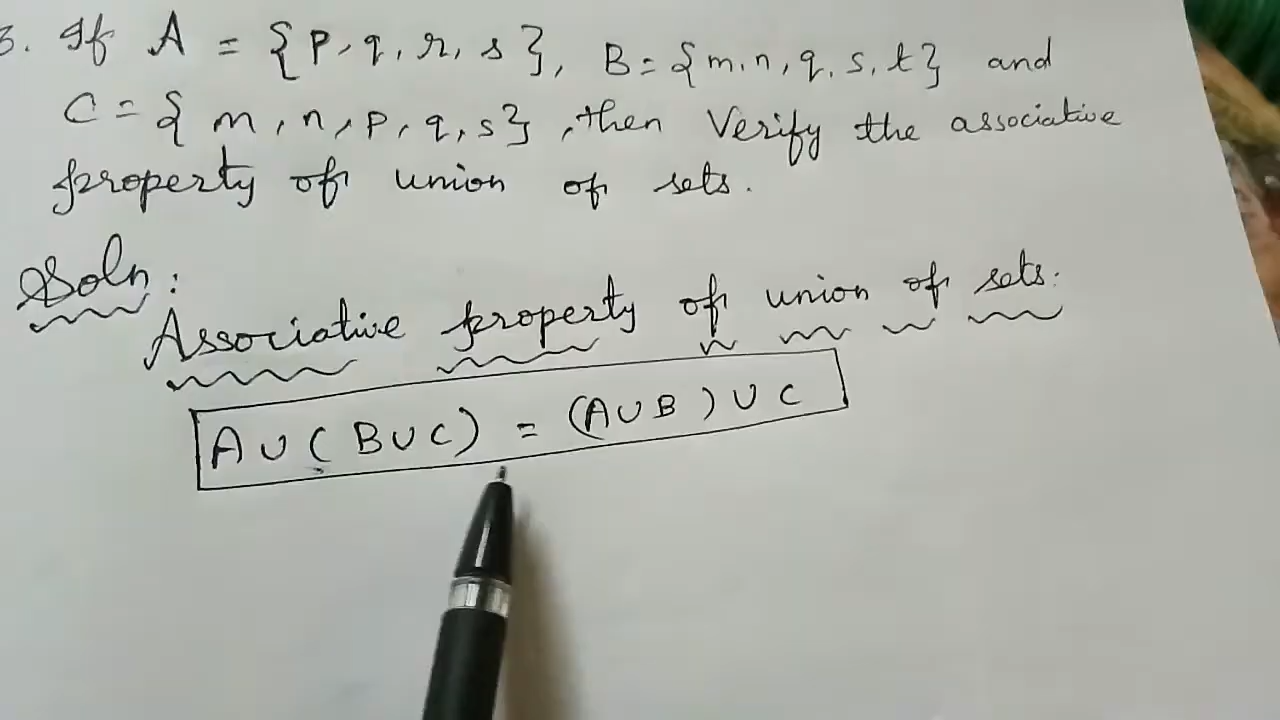 3. If A = {p, q, r, s}, B = {m, n, q, s, t} and
C = {m, n, p, q, s}, then Verify the associative
property of union of sets.
Soln:
Associative property of union of sets:
A∪(B∪C) = (A∪B)∪C